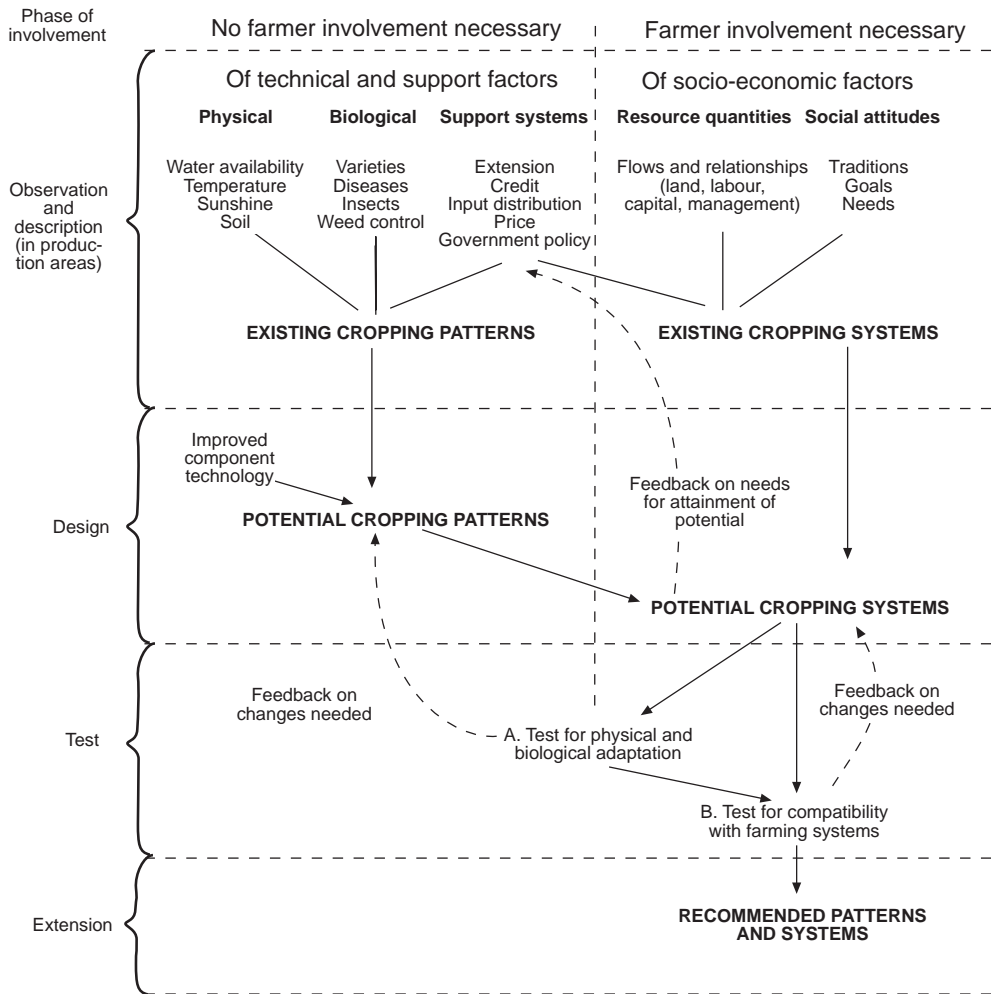 Phase of
involvement
No farmer involvement necessary
Farmer involvement necessary
Of technical and support factors
Of socio-economic factors
Physical
Biological
Support systems
Resource quantities
Social attitudes
Water availability
Temperature
Sunshine
Soil
Varieties
Diseases
Insects
Weed control
Extension
Credit
Input distribution
Price
Government policy
Flows and relationships
(land, labour,
capital, management)
Traditions
Goals
Needs
Observation
and
description
(in produc-
tion areas)
EXISTING CROPPING PATTERNS
EXISTING CROPPING SYSTEMS
Improved
component
technology
Feedback on needs
for attainment of
potential
Design
POTENTIAL CROPPING PATTERNS
POTENTIAL CROPPING SYSTEMS
Feedback on
changes needed
Feedback on
changes needed
Test
A. Test for physical and
biological adaptation
B. Test for compatibility
with farming systems
Extension
RECOMMENDED PATTERNS
AND SYSTEMS